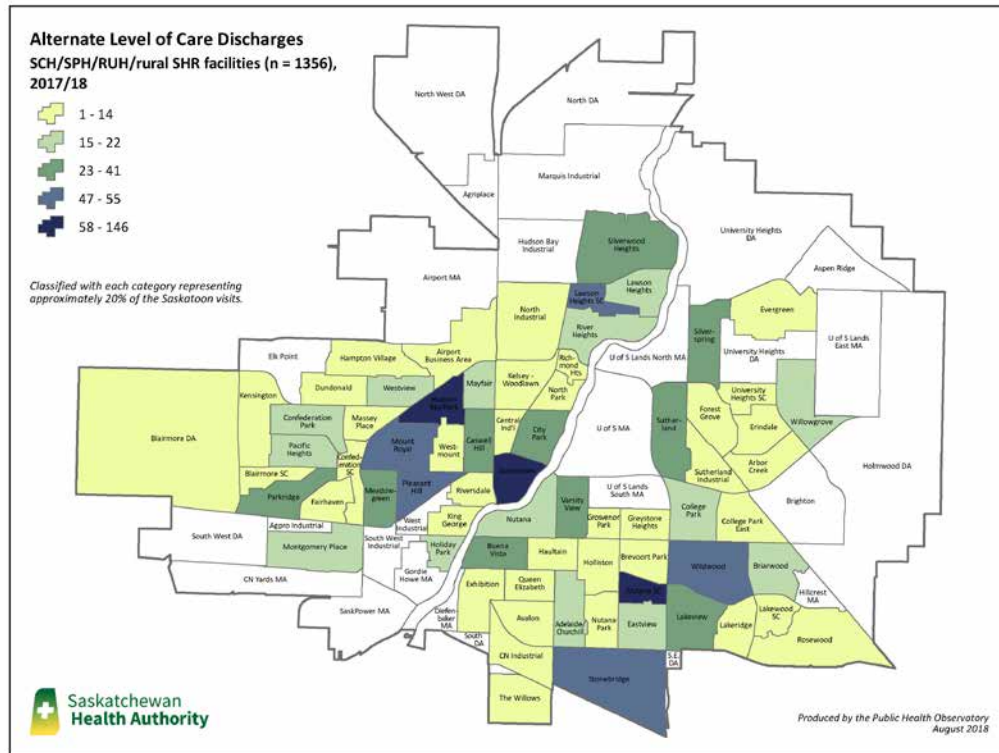 Alternate Level of Care Discharges
SCH/SPH/RUH/rural SHR facilities (n = 1356),
2017/18
1 - 14
15 - 22
23 - 41
47 - 55
58 - 146
Classified with each category representing
approximately 20% of the Saskatoon visits.
North West DA
North DA
Marquis Industrial
Agriplace
Hudson Bay
Industrial
Silverwood
Heights
University Heights
DA
Aspen Ridge
Airport MA
Lawson
Heights SC
Lawson
Heights
North
Industrial
River
Heights
Evergreen
Silver-
spring
U of S Lands
East MA
Elk Point
Hampton Village
Airport
Business Area
Rich-
mond
Hts
U of S Lands North MA
University Heights
DA
Kensington
Dundonald
Westview
Mayfair
Kelsey -
Woodlawn
North
Park
University
Heights SC
Blairmore DA
Confederation
Park
Massey
Place
Central
Ind'l
City
Park
U of S MA
Suther-
land
Forest
Grove
Erindale
Willowgrove
Pacific
Heights
Confed-
eration
SC
Mount
Royal
West-
mount
Caswell
Hill
Arbor
Creek
Holmwood DA
Blairmore SC
Parkridge
Fairhaven
Meadow-
green
Pleasant
Hill
Riversdale
U of S Lands
South MA
Sutherland
Industrial
Brighton
Agpro Industrial
West
Industrial
King
George
Nutana
Varsity
View
Grosvenor
Park
Greystone
Heights
College
Park
College Park
East
South West DA
Montgomery Place
South West
Industrial
Holiday
Park
Buena
Vista
Haultain
Holliston
Brevoort Park
Wildwood
Briarwood
CN Yards MA
Gordie
Howe MA
Exhibition
Queen
Elizabeth
Hillcrest
MA
SaskPower MA
Diefen-
baker
MA
Avalon
Adelaide
Churchill
Nutana
Park
Nutana SC
Eastview
Lakeview
Lakeridge
Lakewood
SC
Rosewood
South
DA
CN Industrial
S.E.
DA
Stonebridge
The Willows
Saskatchewan
Health Authority
Produced by the Public Health Observatory
August 2018